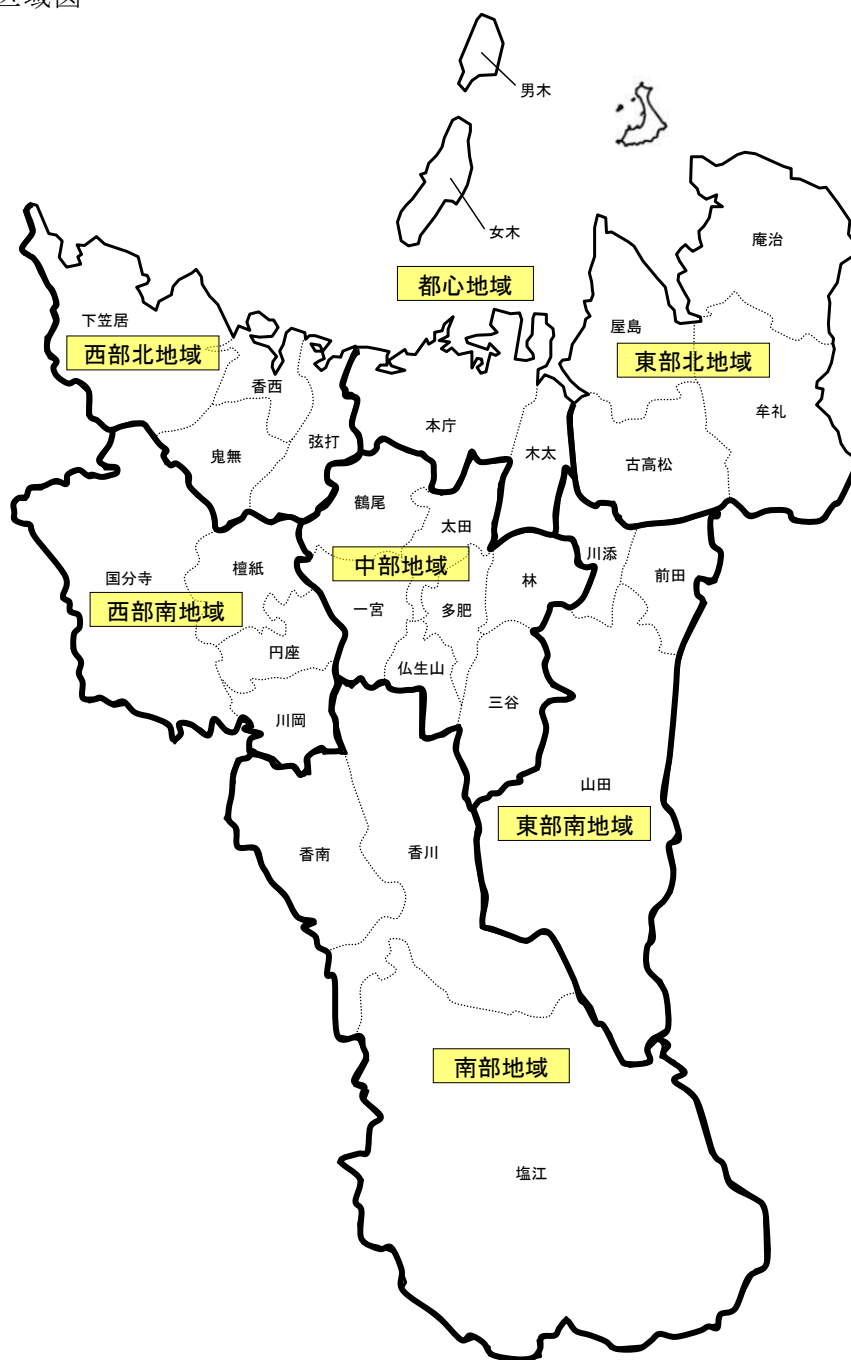 男木
女木
庵治
都心地域
下笠居
屋島
西部北地域
東部北地域
香西
牟礼
本庁
弦打
木太
鬼無
古高松
鶴尾
太田
川添
中部地域
檀紙
前田
国分寺
林
西部南地域
一宮
多肥
円座
仏生山
三谷
川岡
山田
東部南地域
香南
香川
南部地域
塩江